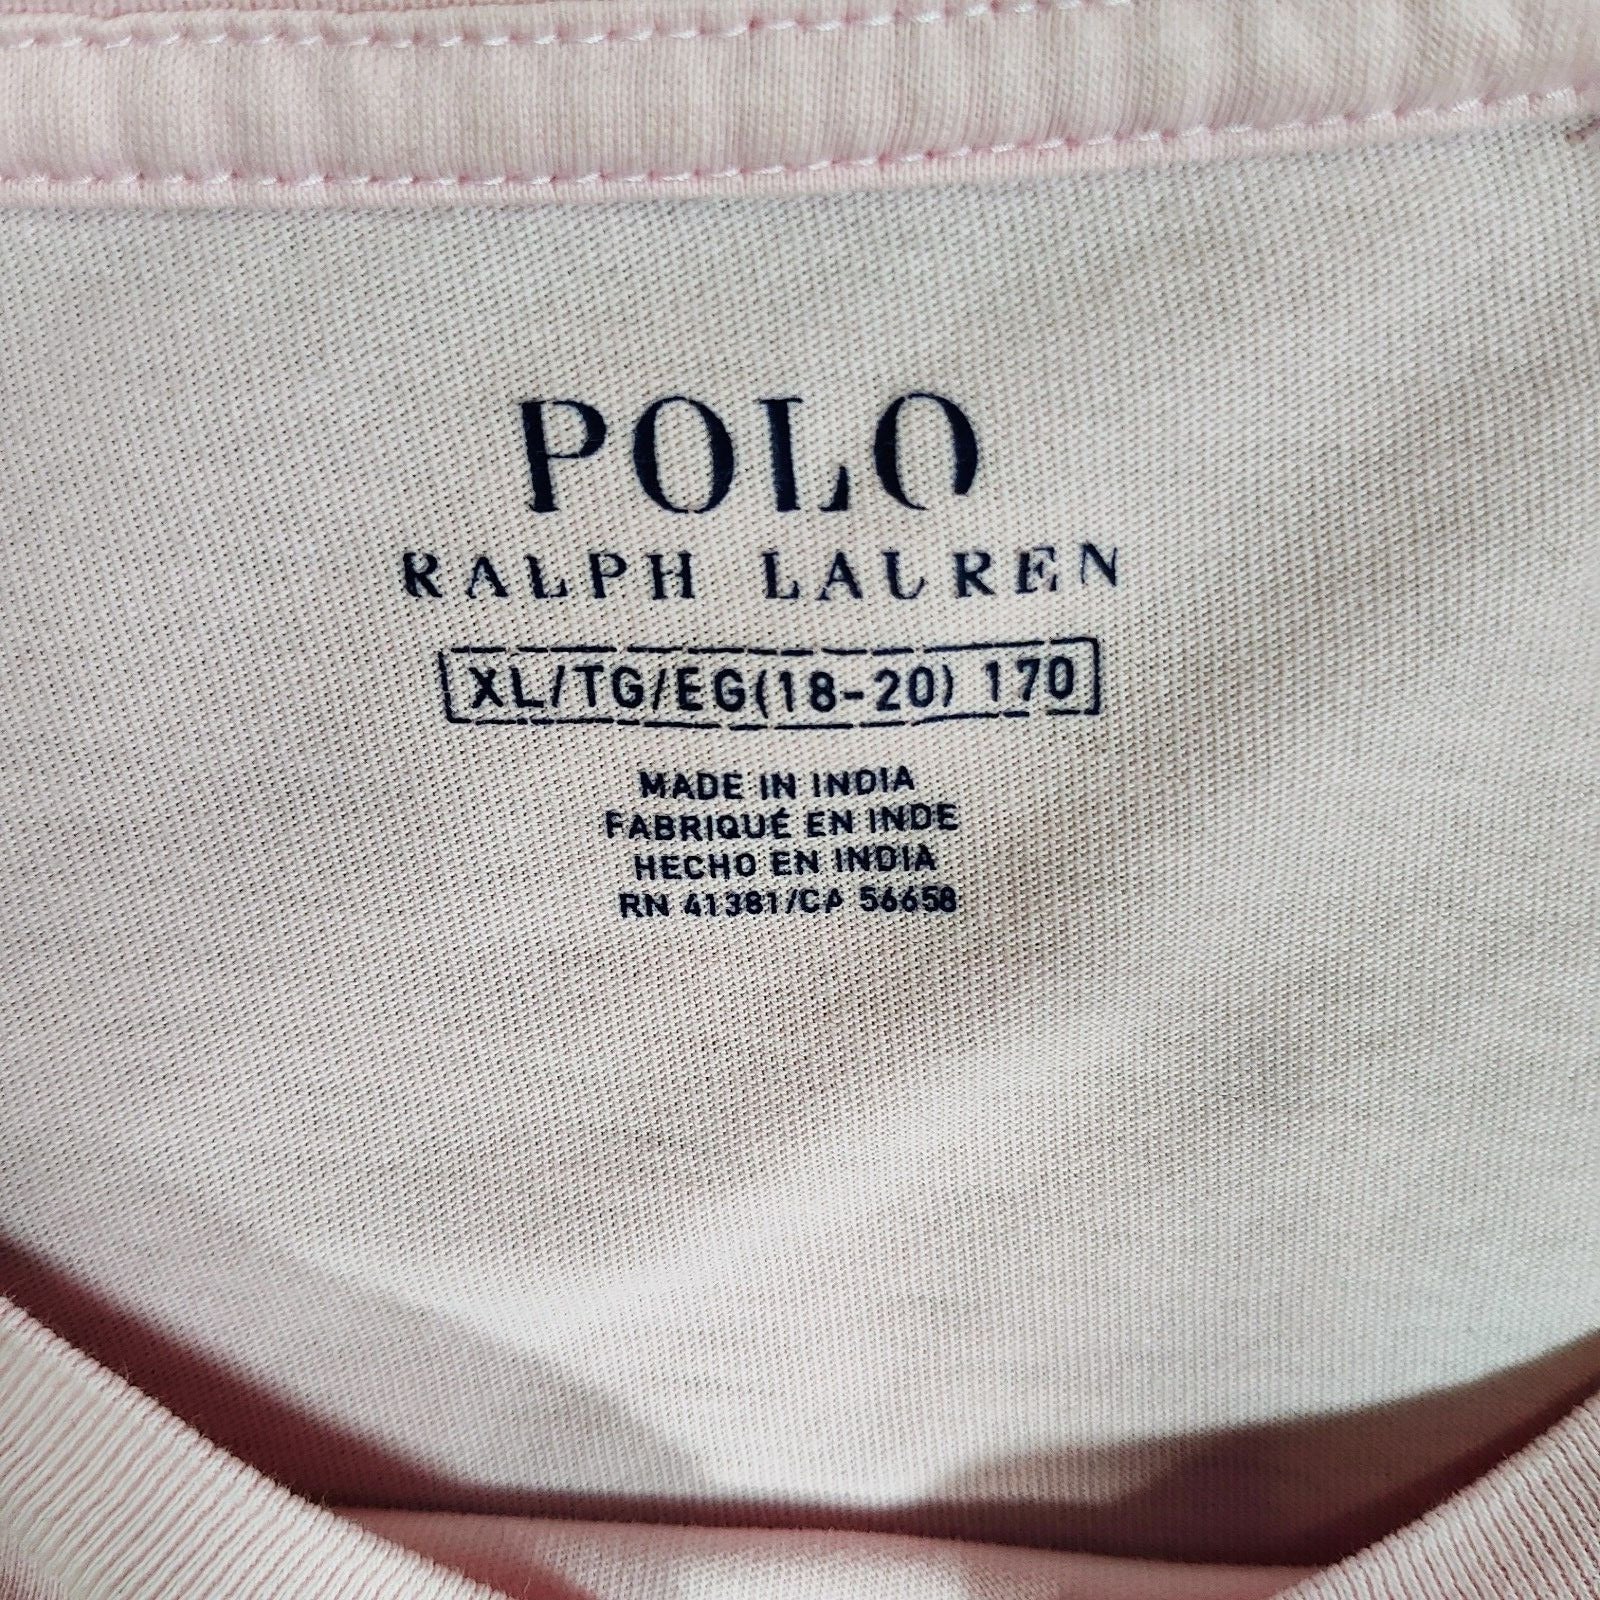 POLO
RALPH LAUREN
XL/TG/EG(18-20) 170
MADE IN INDIA
FABRIQUÉ EN INDE
HECHO EN INDIA
RN 41381/CA 56658